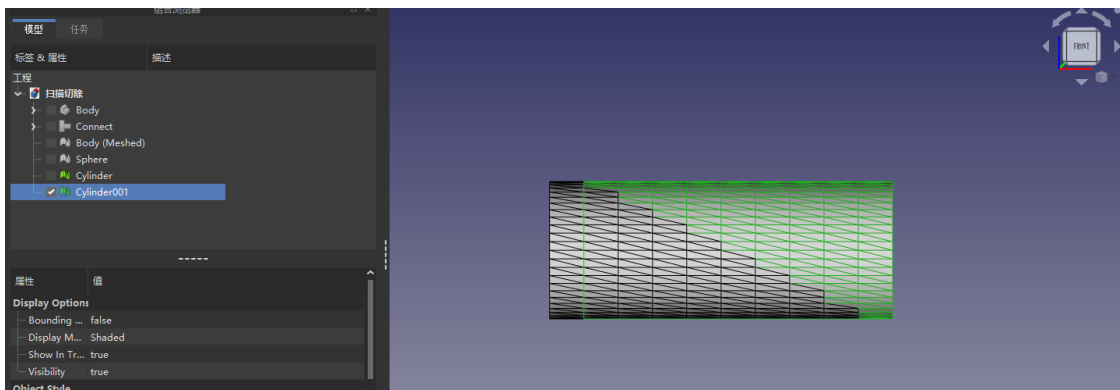 组合浏览器
模型 任务
标签 & 属性 描述
工程
扫描切除
Body
Connect
Body (Meshed)
Sphere
Cylinder
Cylinder001
属性 值
Display Options
Bounding ... false
Display M... Shaded
Show In Tr... true
Visibility true
Object Style
FRONT